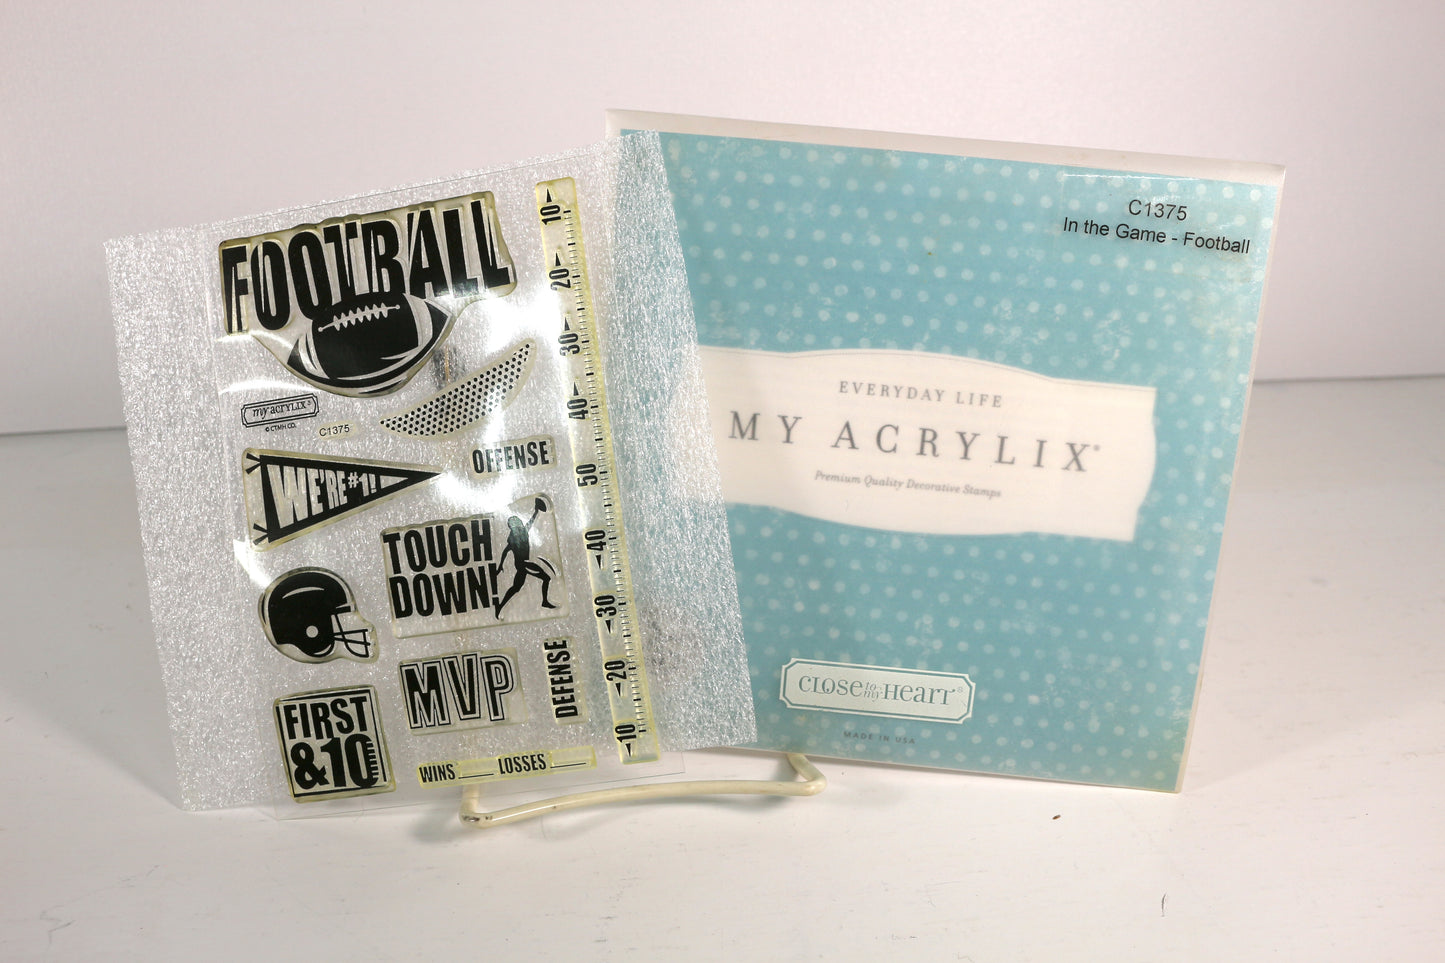 FOOTBALL
my acrylix®
© CTMH CO.
C1375
WE'RE #1!
OFFENSE
TOUCH
DOWN!
MVP
DEFENSE
FIRST
&10
WINS ____ LOSSES ____
10
20
30
40
50
40
30
20
10
C1375
In the Game - Football
EVERYDAY LIFE
MY ACRYLIX®
Premium Quality Decorative Stamps
CLOSE to my HEART®
MADE IN USA